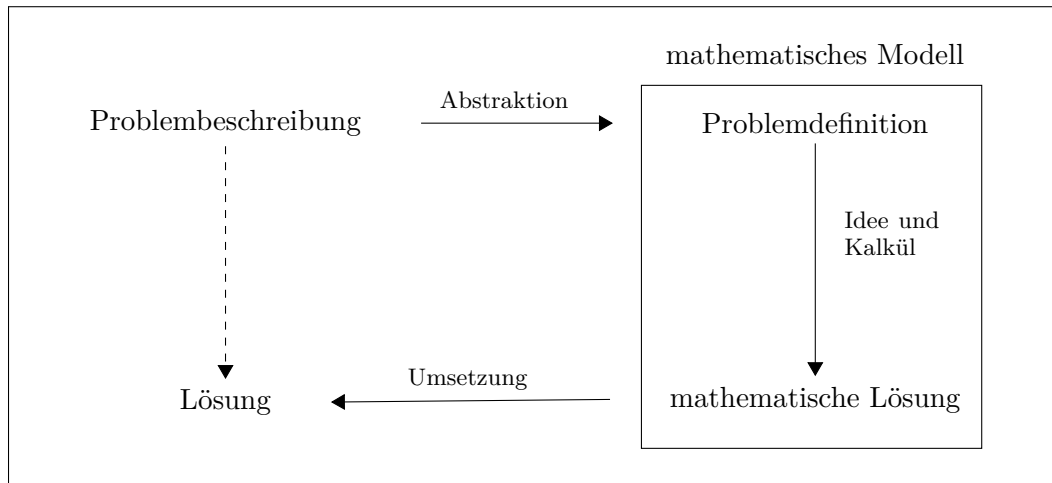 mathematisches Modell
Abstraktion
Problembeschreibung
Problemdefinition
Idee und
Kalkül
Umsetzung
Lösung
mathematische Lösung